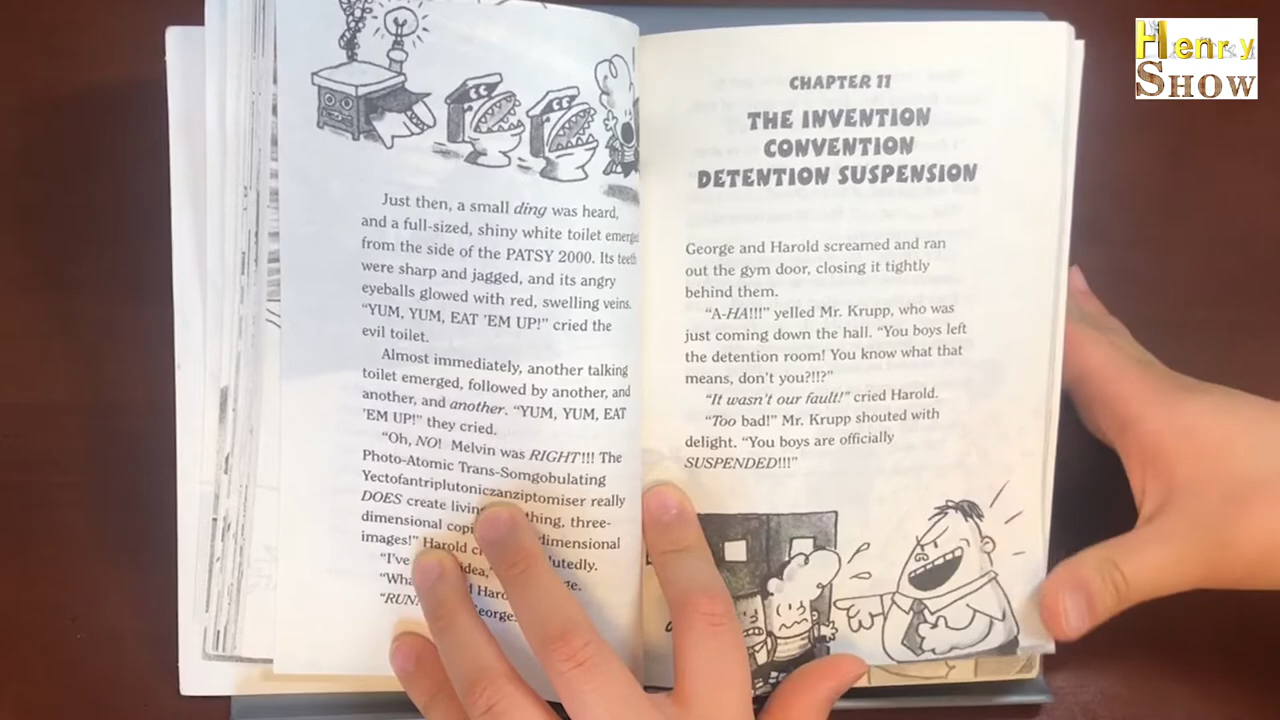 Just then, a small ding was heard,
and a full-sized, shiny white toilet emerged
from the side of the PATSY 2000. Its teeth
were sharp and jagged, and its angry
eyeballs glowed with red, swelling veins.
“YUM, YUM, EAT ’EM UP!” cried the
evil toilet.
Almost immediately, another talking
toilet emerged, followed by another, and
another, and another. “YUM, YUM, EAT
’EM UP!” they cried.
“Oh, NO! Melvin was RIGHT!!! The
Photo-Atomic Trans-Somgobulating
Yectofantriplutoniczanziptomiser really
DOES create living thing, three-
dimensional dimensional
images!” Harold
“I’ve idea,”
“RUN!
CHAPTER 11
THE INVENTION
CONVENTION
DETENTION SUSPENSION
George and Harold screamed and ran
out the gym door, closing it tightly
behind them.
“A-HA!!!” yelled Mr. Krupp, who was
just coming down the hall. “You boys left
the detention room! You know what that
means, don’t you?!!?”
“It wasn’t our fault!” cried Harold.
“Too bad!” Mr. Krupp shouted with
delight. “You boys are officially
SUSPENDED!!!”
Henry
SHOW